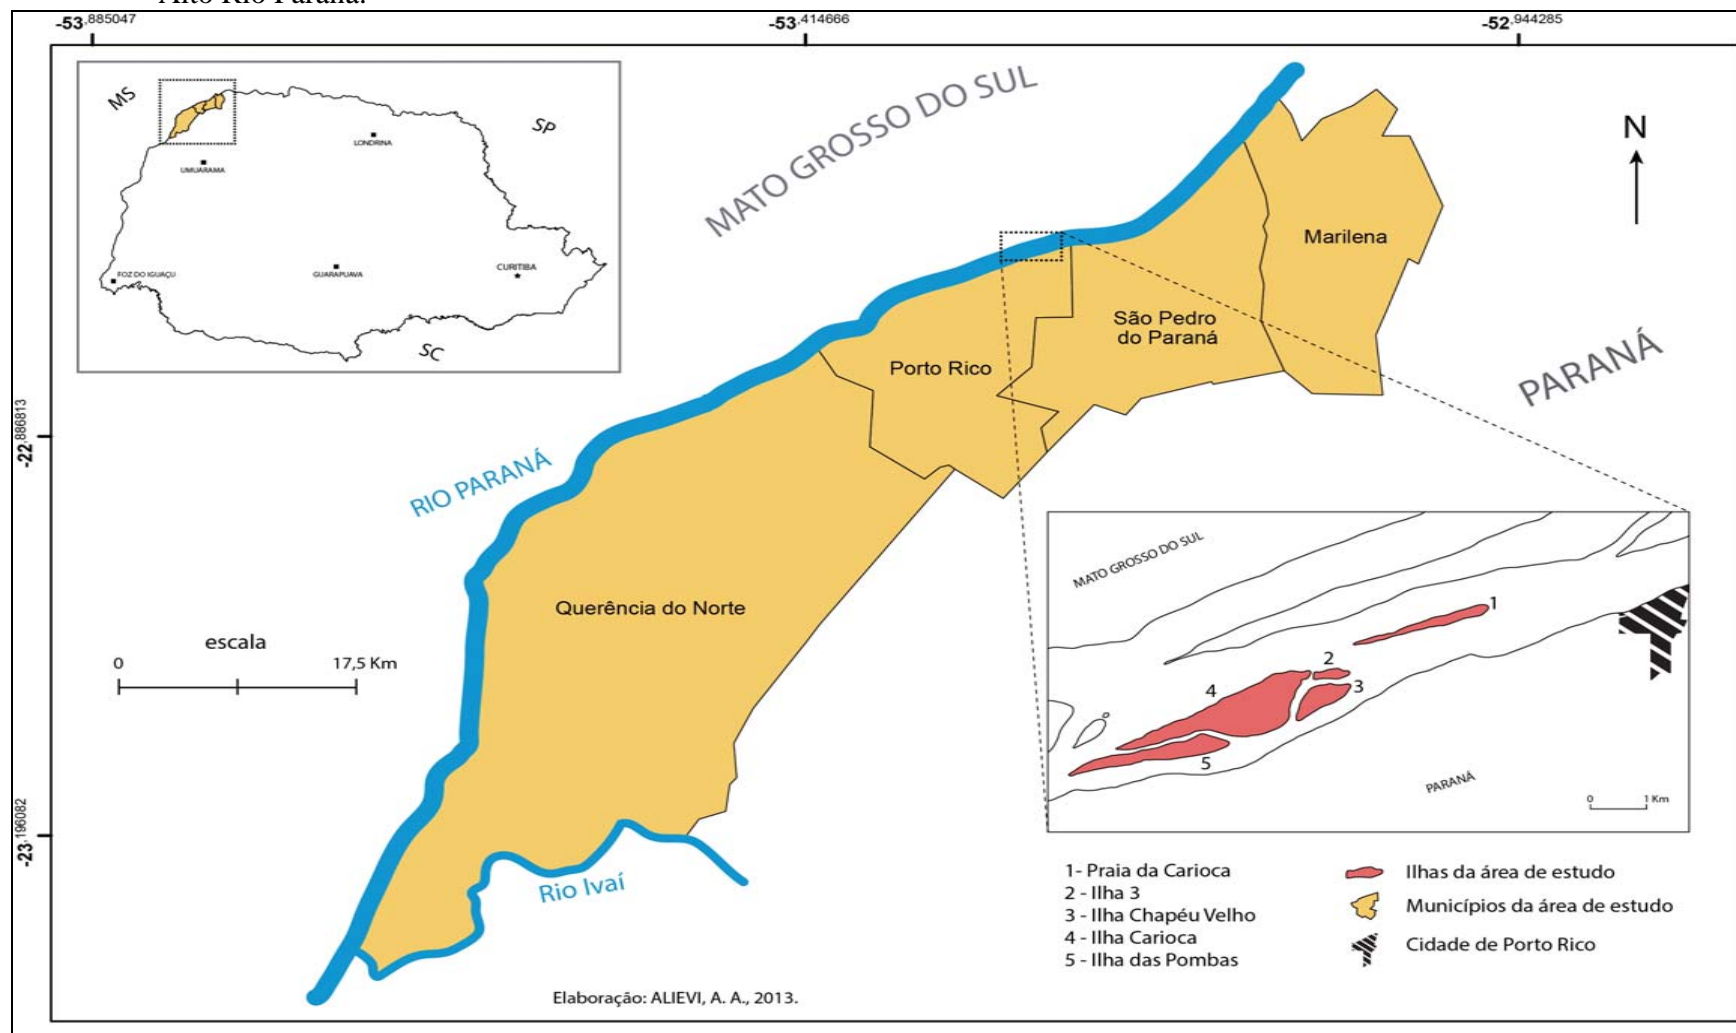 Alto Rio Paraná.
-53,885047
-53,414666
-52,944285
MS
SP
LONDRINA
UMUARAMA
FOZ DO IGUAÇU
GUARAPUAVA
CURITIBA
SC
MATO GROSSO DO SUL
N
Marilena
São Pedro
do Paraná
Porto Rico
PARANÁ
-22,886813
RIO PARANÁ
Querência do Norte
escala
0 17,5 Km
MATO GROSSO DO SUL
1
2
3
4
5
PARANÁ
0 1 Km
-23,196082
Rio Ivaí
1- Praia da Carioca
2 - Ilha 3
3 - Ilha Chapéu Velho
4 - Ilha Carioca
5 - Ilha das Pombas
Ilhas da área de estudo
Municípios da área de estudo
Cidade de Porto Rico
Elaboração: ALIEVI, A. A., 2013.